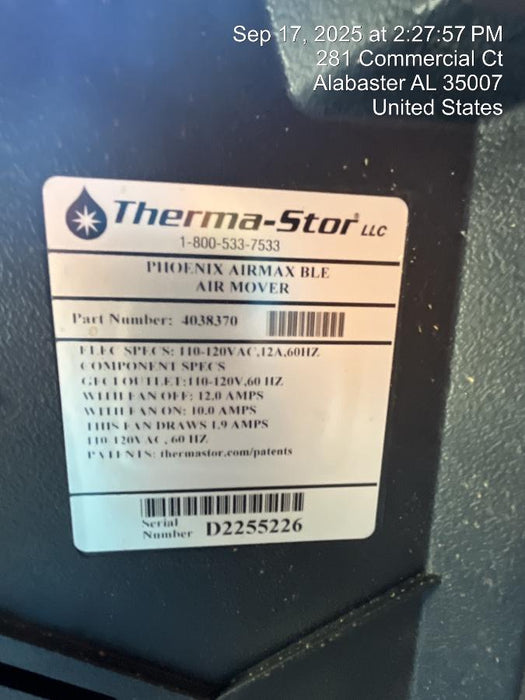 Sep 17, 2025 at 2:27:57 PM
281 Commercial Ct
Alabaster AL 35007
United States
Therma-Stor® LLC
1-800-533-7533
PHOENIX AIRMAX BLE
AIR MOVER
Part Number: 4038370
ELEC SPECS: 110-120VAC,12A,60HZ
COMPONENT SPECS
GFCI OUTLET:110-120V,60 HZ
WITH FAN OFF: 12.0 AMPS
WITH FAN ON: 10.0 AMPS
THIS FAN DRAWS 1.9 AMPS
110-120VAC, 60 HZ
PATENTS: thermastor.com/patents
Serial
Number D2255226